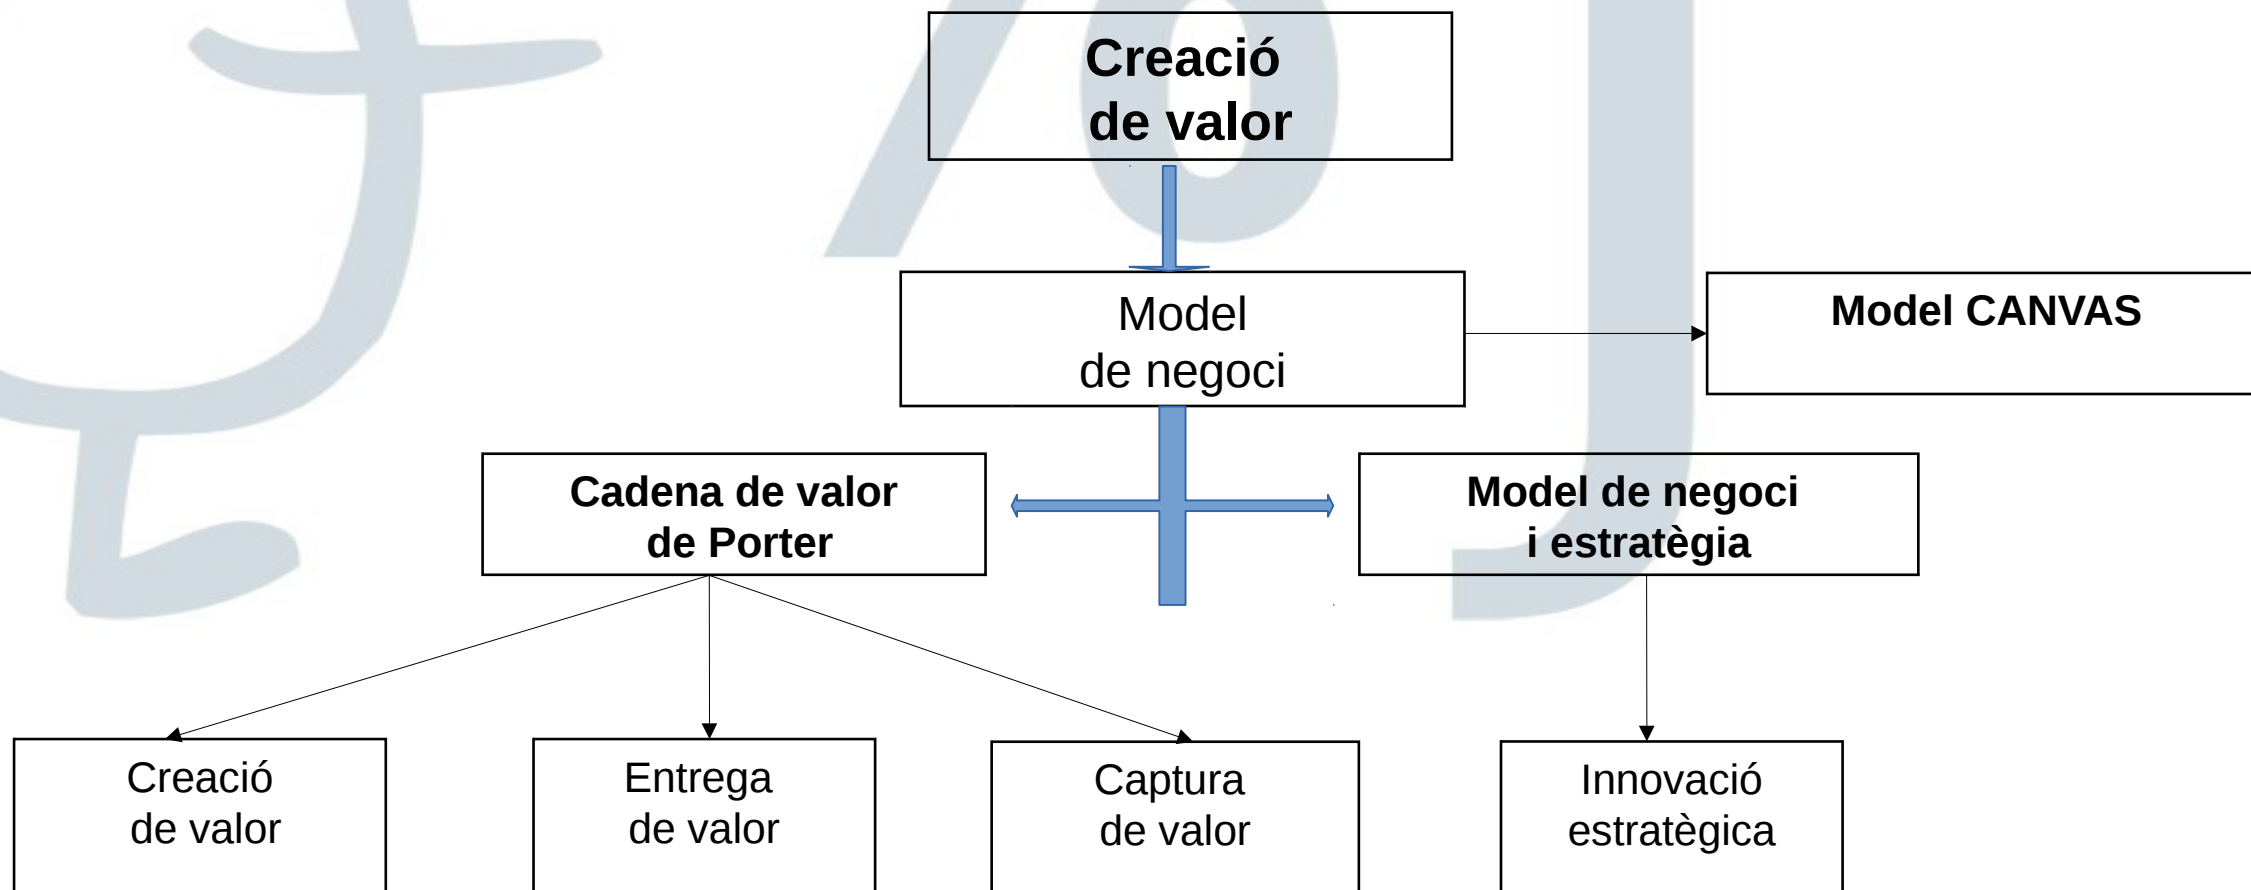 Creació
de valor
Model
de negoci
Model CANVAS
Cadena de valor
de Porter
Model de negoci
i estratègia
Creació
de valor
Entrega
de valor
Captura
de valor
Innovació
estratègica